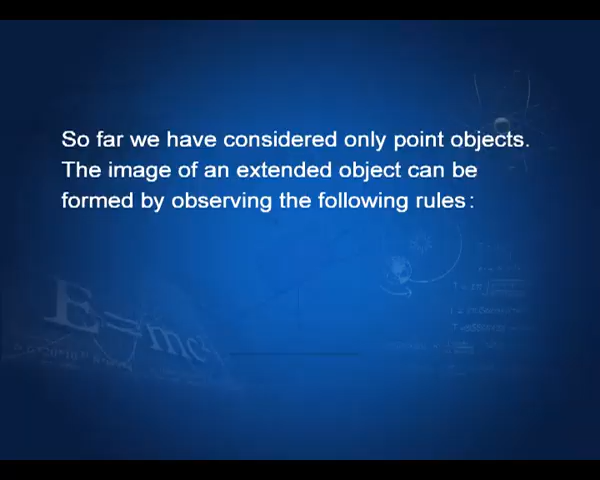 So far we have considered only point objects.
The image of an extended object can be
formed by observing the following rules:
E=mc²